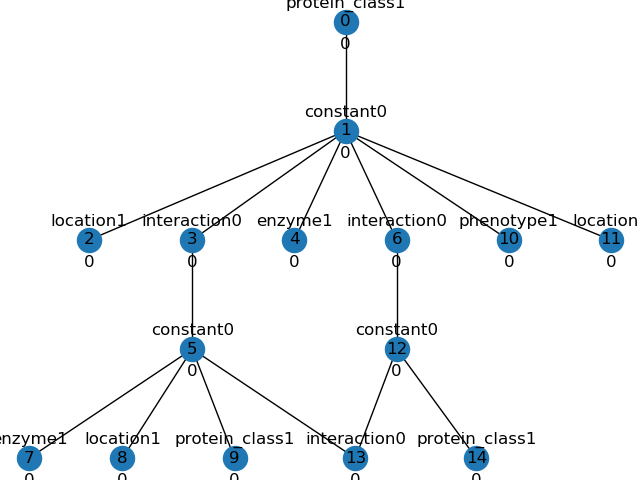 protein_class1
0
0
constant0
1
0
location1 interaction0 enzyme1 interaction0 phenotype1 location
2 3 4 6 10 11
0 0 0 0 0 0
constant0 constant0
5 12
0 0
enzyme1 location1 protein_class1 interaction0 protein_class1
7 8 9 13 14
0 0 0 0 0